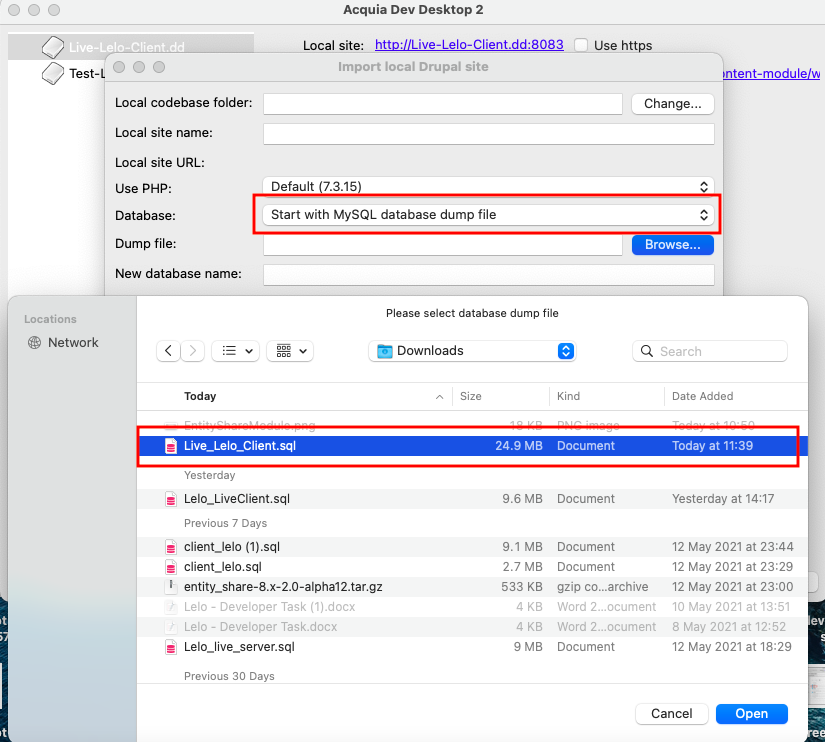 Acquia Dev Desktop 2
Live-Lelo-Client.dd
Local site: http://Live-Lelo-Client.dd:8083 Use https
Test-L
ontent-module/w
Import local Drupal site
Local codebase folder: Change...
Local site name:
Local site URL:
Use PHP: Default (7.3.15)
Database: Start with MySQL database dump file
Dump file: Browse...
New database name:
Please select database dump file
Locations
Network
Downloads
Search
Today Size Kind Date Added
EntityShareModule.png 18 KB PNG image Today at 10:50
Live_Lelo_Client.sql 24.9 MB Document Today at 11:39
Yesterday
Lelo_LiveClient.sql 9.6 MB Document Yesterday at 14:17
Previous 7 Days
client_lelo (1).sql 9.1 MB Document 12 May 2021 at 23:44
client_lelo.sql 2.7 MB Document 12 May 2021 at 23:29
entity_share-8.x-2.0-alpha12.tar.gz 533 KB gzip co...archive 12 May 2021 at 23:00
Lelo - Developer Task (1).docx 4 KB Word 2...ocument 10 May 2021 at 13:51
Lelo - Developer Task.docx 4 KB Word 2...ocument 8 May 2021 at 12:52
Lelo_live_server.sql 9 MB Document 12 May 2021 at 18:29
Previous 30 Days
Cancel Open